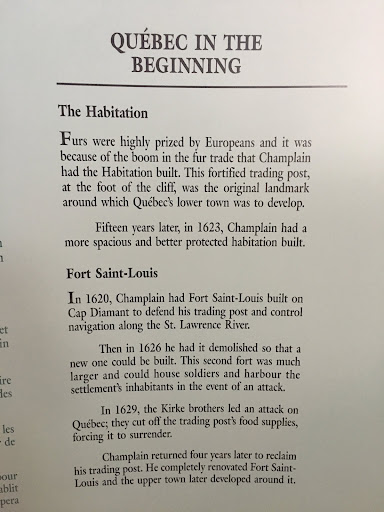 QUÉBEC IN THE
BEGINNING
The Habitation
Furs were highly prized by Europeans and it was
because of the boom in the fur trade that Champlain
had the Habitation built. This fortified trading post,
at the foot of the cliff, was the original landmark
around which Québec's lower town was to develop.
Fifteen years later, in 1623, Champlain had a
more spacious and better protected habitation built.
Fort Saint-Louis
In 1620, Champlain had Fort Saint-Louis built on
Cap Diamant to defend his trading post and control
navigation along the St. Lawrence River.
Then in 1626 he had it demolished so that a
new one could be built. This second fort was much
larger and could house soldiers and harbour the
settlement's inhabitants in the event of an attack.
In 1629, the Kirke brothers led an attack on
Québec; they cut off the trading post's food supplies,
forcing it to surrender.
Champlain returned four years later to reclaim
his trading post. He completely renovated Fort Saint-
Louis and the upper town later developed around it.
et
in
les
les
de